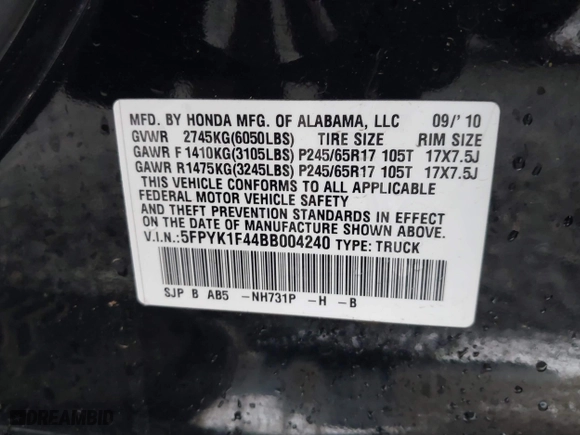 MFD. BY HONDA MFG. OF ALABAMA, LLC 09/' 10
GVWR 2745KG(6050LBS) TIRE SIZE RIM SIZE
GAWR F 1410KG(3105LBS) P245/65R17 105T 17X7.5J
GAWR R1475KG(3245LBS) P245/65R17 105T 17X7.5J
THIS VEHICLE CONFORMS TO ALL APPLICABLE
FEDERAL MOTOR VEHICLE SAFETY
AND THEFT PREVENTION STANDARDS IN EFFECT
ON THE DATE OF MANUFACTURE SHOWN ABOVE.
V.I.N.:5FPYK1F44BB004240 TYPE: TRUCK
SJP B AB5 -NH731P -H -B
DREAMBID